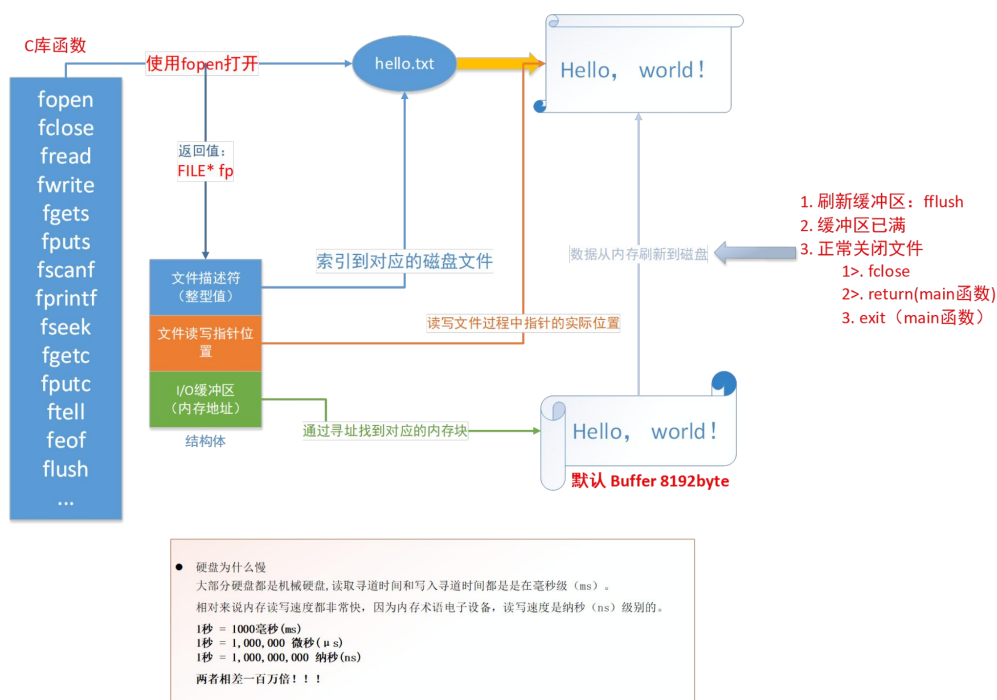 C库函数
fopen
fclose
fread
fwrite
fgets
fputs
fscanf
fprintf
fseek
fgetc
fputc
ftell
feof
flush
...
使用fopen打开
hello.txt
Hello， world！
返回值：
FILE* fp
文件描述符
（整型值）
文件读写指针位
置
I/O缓冲区
（内存地址）
结构体
索引到对应的磁盘文件
读写文件过程中指针的实际位置
通过寻址找到对应的内存块
数据从内存刷新到磁盘
1. 刷新缓冲区：fflush
2. 缓冲区已满
3. 正常关闭文件
1>. fclose
2>. return(main函数)
3. exit（main函数）
Hello， world！
默认 Buffer 8192byte
● 硬盘为什么慢
大部分硬盘都是机械硬盘,读取寻道时间和写入寻道时间都是是在毫秒级（ms）。
相对来说内存读写速度都非常快，因为内存术语电子设备，读写速度是纳秒（ns）级别的。
1秒 = 1000毫秒(ms)
1秒 = 1,000,000 微秒(μs)
1秒 = 1,000,000,000 纳秒(ns)
两者相差一百万倍！！！